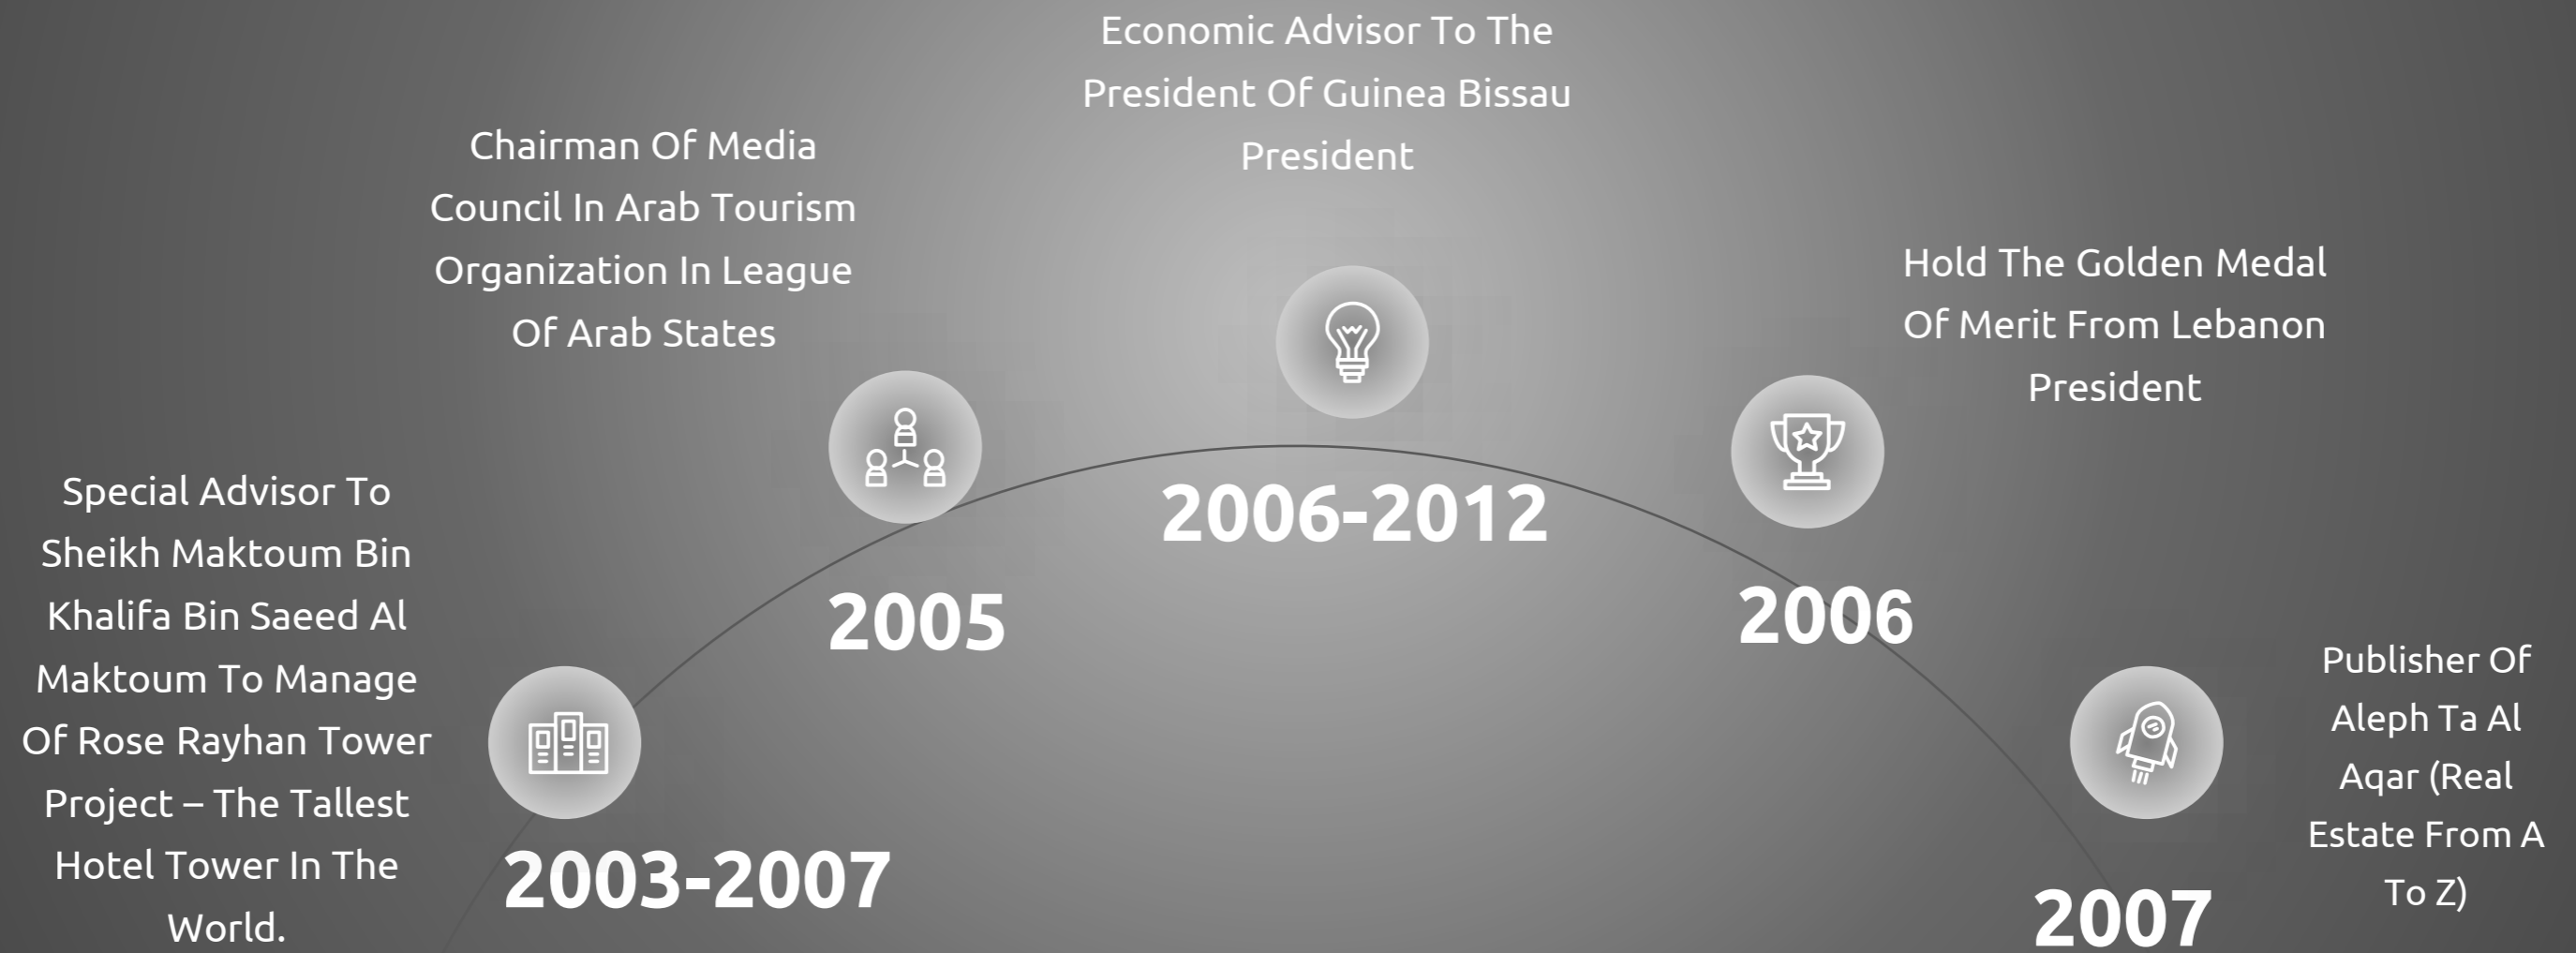 Special Advisor To
Sheikh Maktoum Bin
Khalifa Bin Saeed Al
Maktoum To Manage
Of Rose Rayhan Tower
Project – The Tallest
Hotel Tower In The
World.
2003-2007
Chairman Of Media
Council In Arab Tourism
Organization In League
Of Arab States
2005
Economic Advisor To The
President Of Guinea Bissau
President
2006-2012
Hold The Golden Medal
Of Merit From Lebanon
President
2006
Publisher Of
Aleph Ta Al
Aqar (Real
Estate From A
To Z)
2007